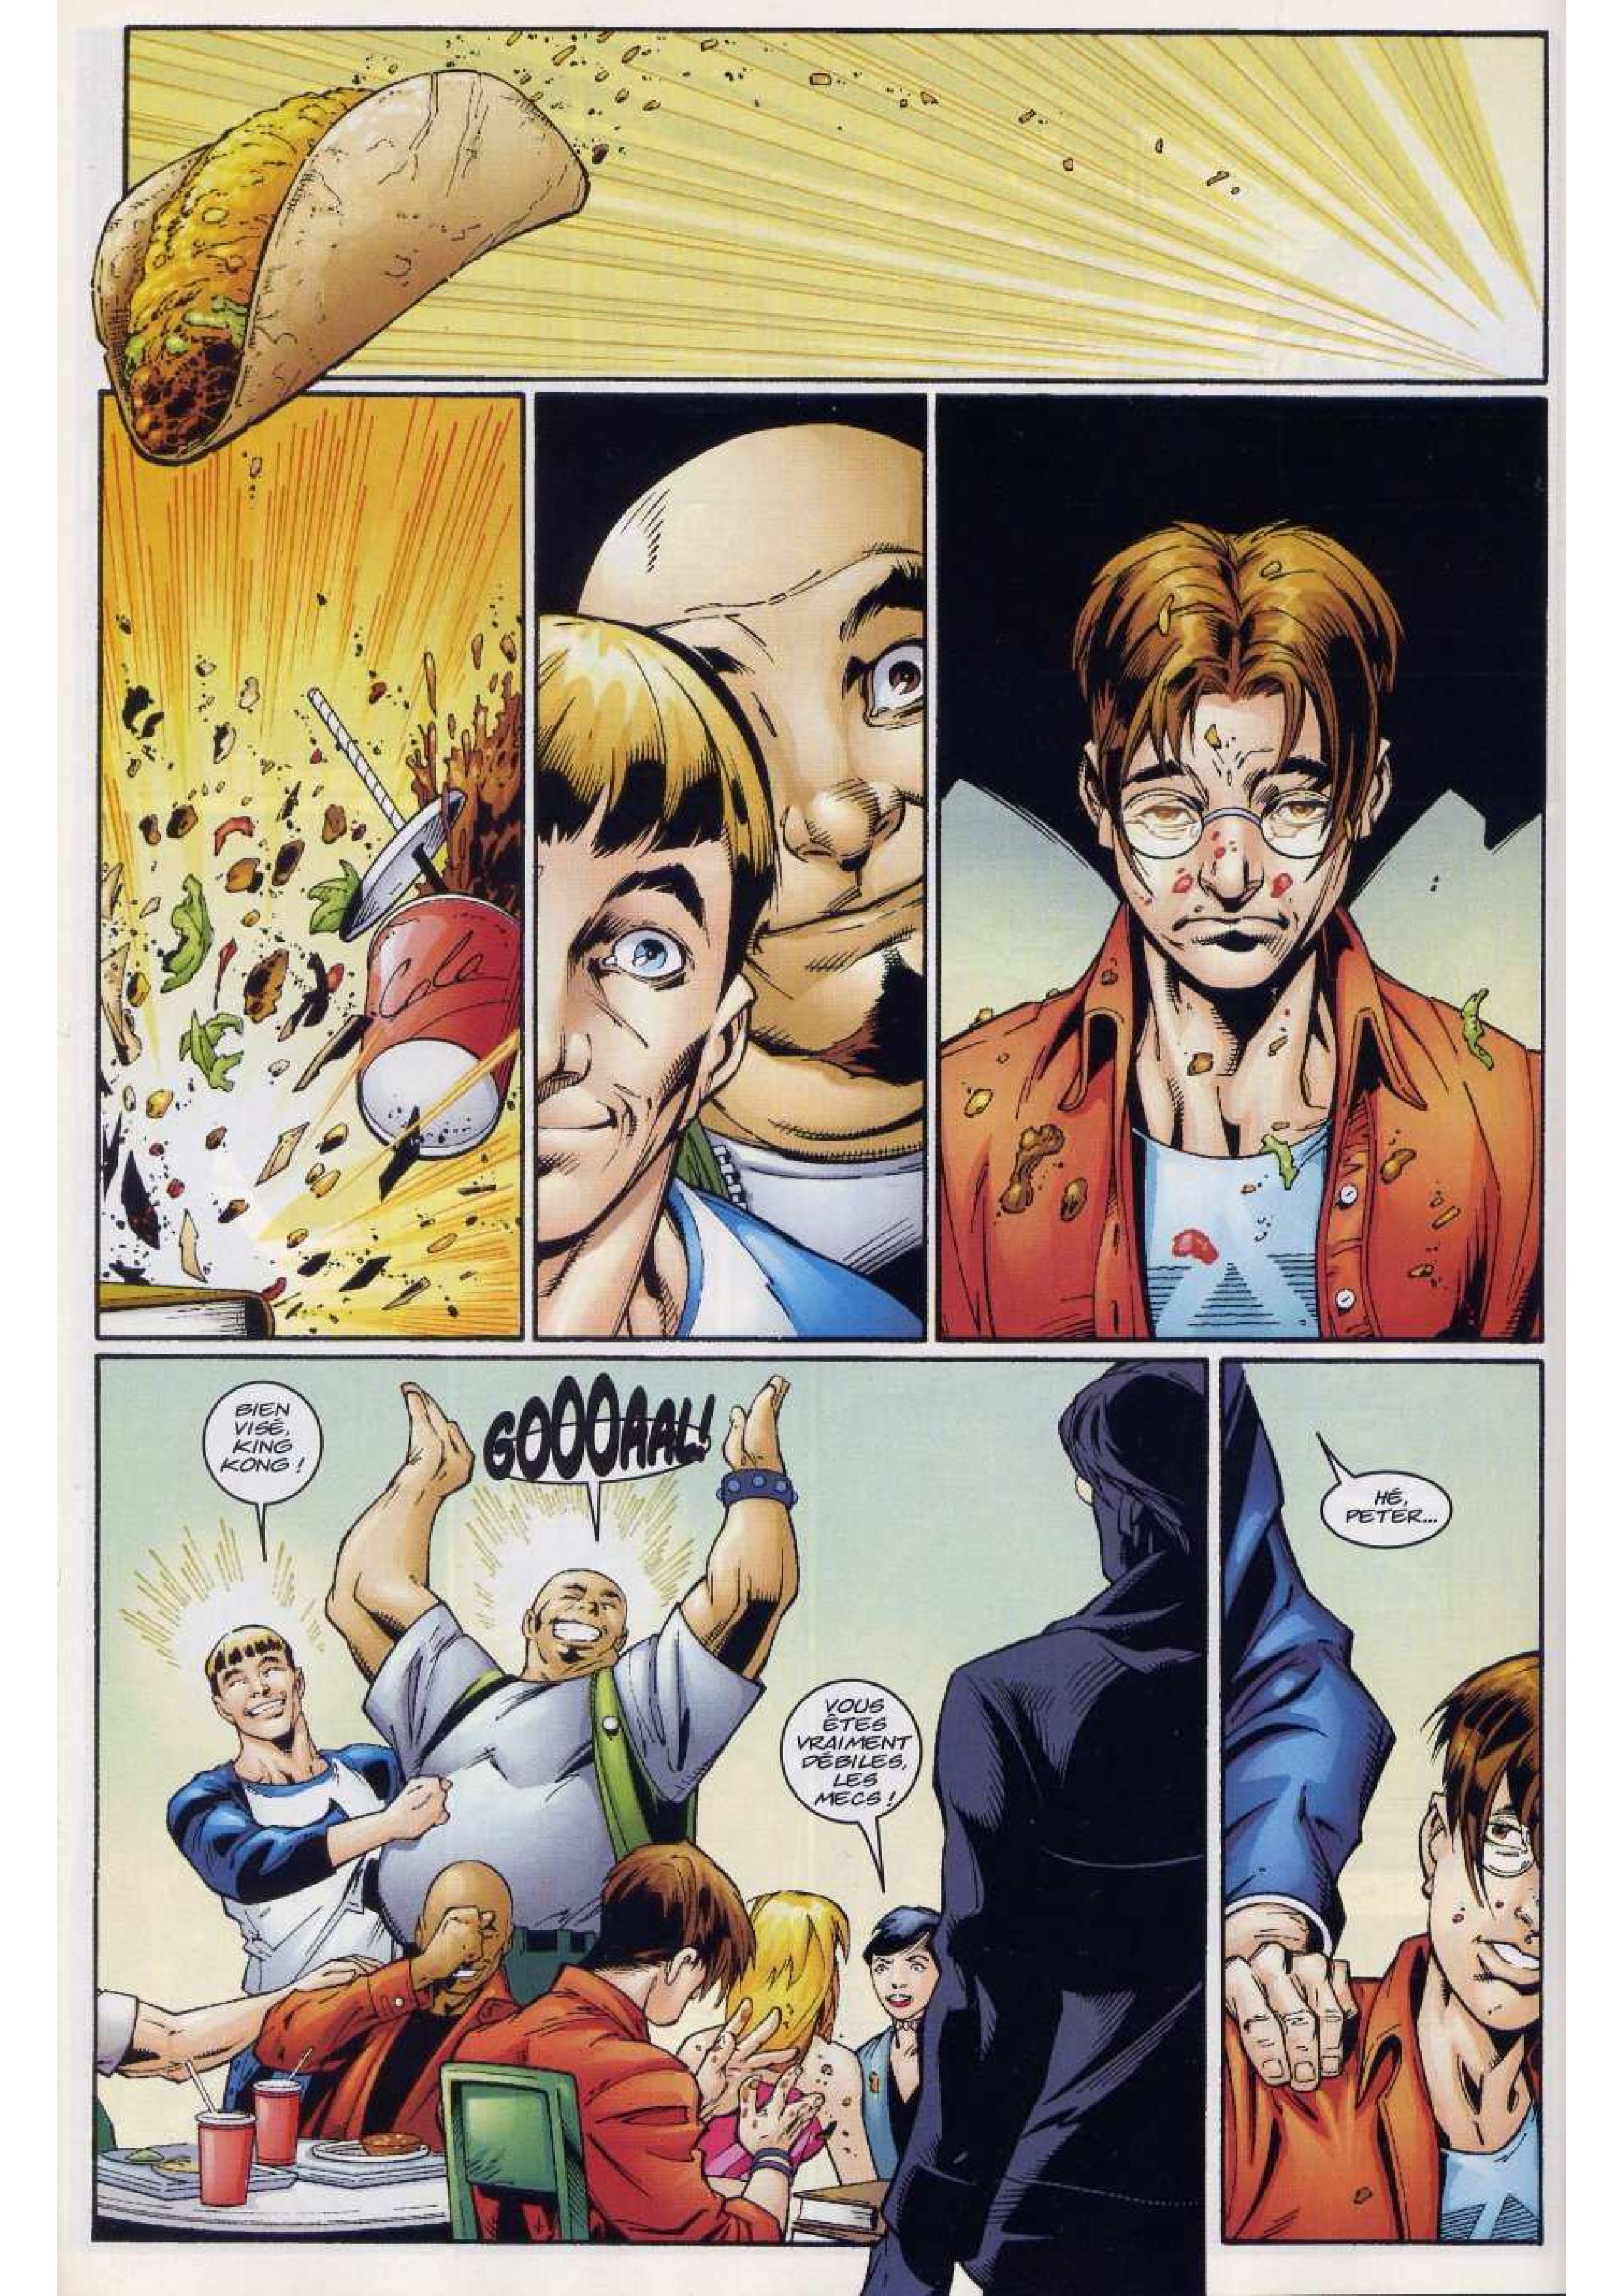 Cola
BIEN
VISÉ,
KING
KONG !
GOOOAAL!
VOUS
ÊTES
VRAIMENT
DÉBILES,
LES
MECS !
HÉ,
PETER...